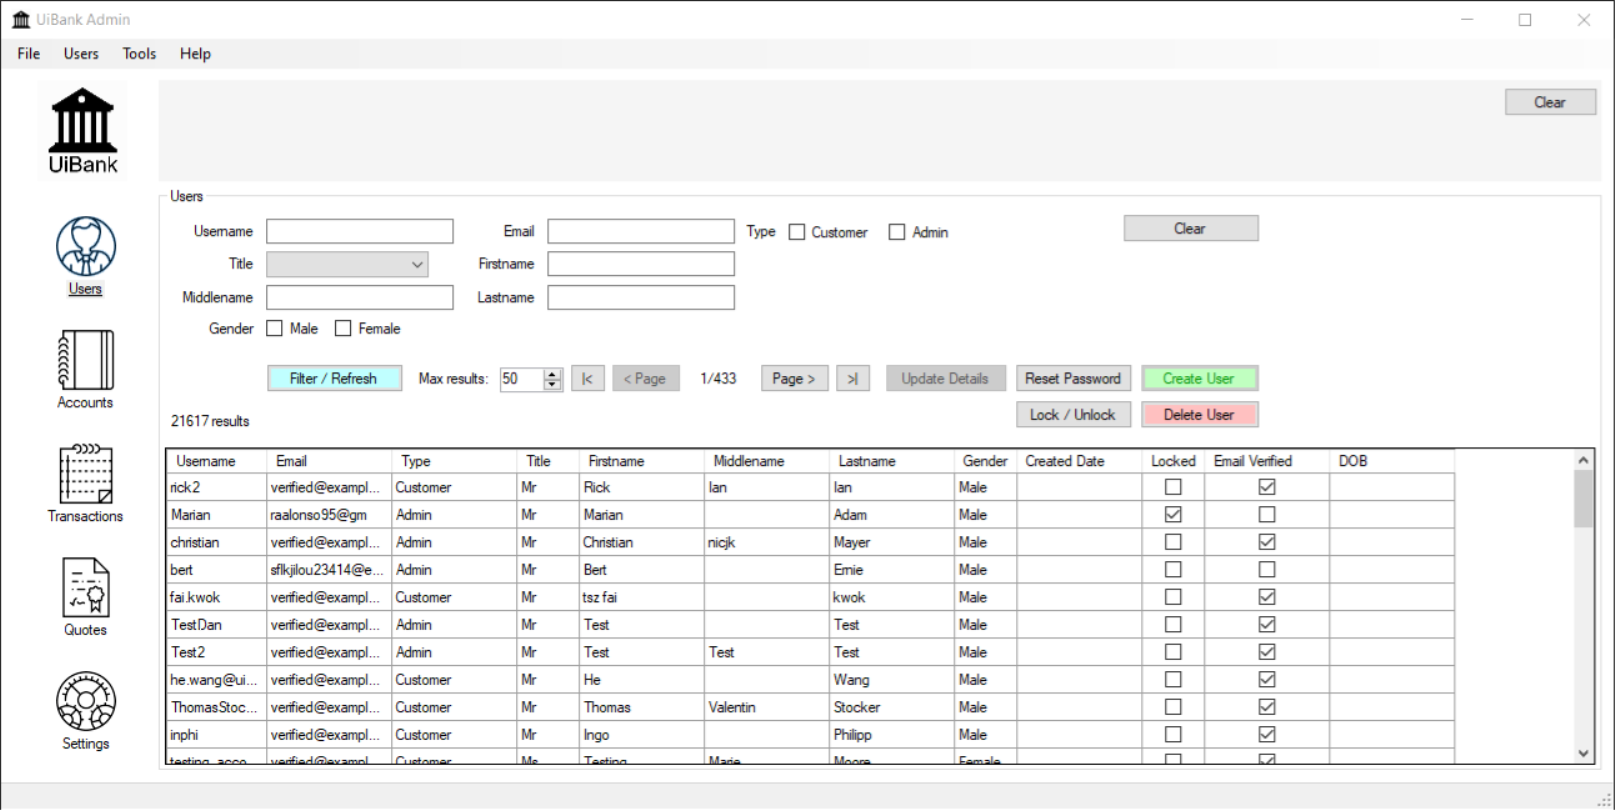 UiBank Admin
File Users Tools Help
UiBank
Clear
Users
Username Email Type Customer Admin Clear
Title Firstname
Middlename Lastname
Gender Male Female
Filter / Refresh Max results: 50 |< < Page 1/433 Page > >| Update Details Reset Password Create User
Lock / Unlock Delete User
21617 results
Users
Accounts
Transactions
Quotes
Settings
Username Email Type Title Firstname Middlename Lastname Gender Created Date Locked Email Verified DOB
rick2 verified@exampl... Customer Mr Rick Ian Ian Male
Marian raalonso95@gm Admin Mr Marian Adam Male
christian verified@exampl... Admin Mr Christian nicjk Mayer Male
bert sflkjilou23414@e... Admin Mr Bert Ernie Male
fai.kwok verified@exampl... Customer Mr tsz fai kwok Male
TestDan verified@exampl... Admin Mr Test Test Male
Test2 verified@exampl... Admin Mr Test Test Test Male
he.wang@ui... verified@exampl... Customer Mr He Wang Male
ThomasStoc... verified@exampl... Customer Mr Thomas Valentin Stocker Male
inphi verified@exampl... Customer Mr Ingo Philipp Male
testing_acco... verified@exampl... Customer Ms Testing Marie Moore Female